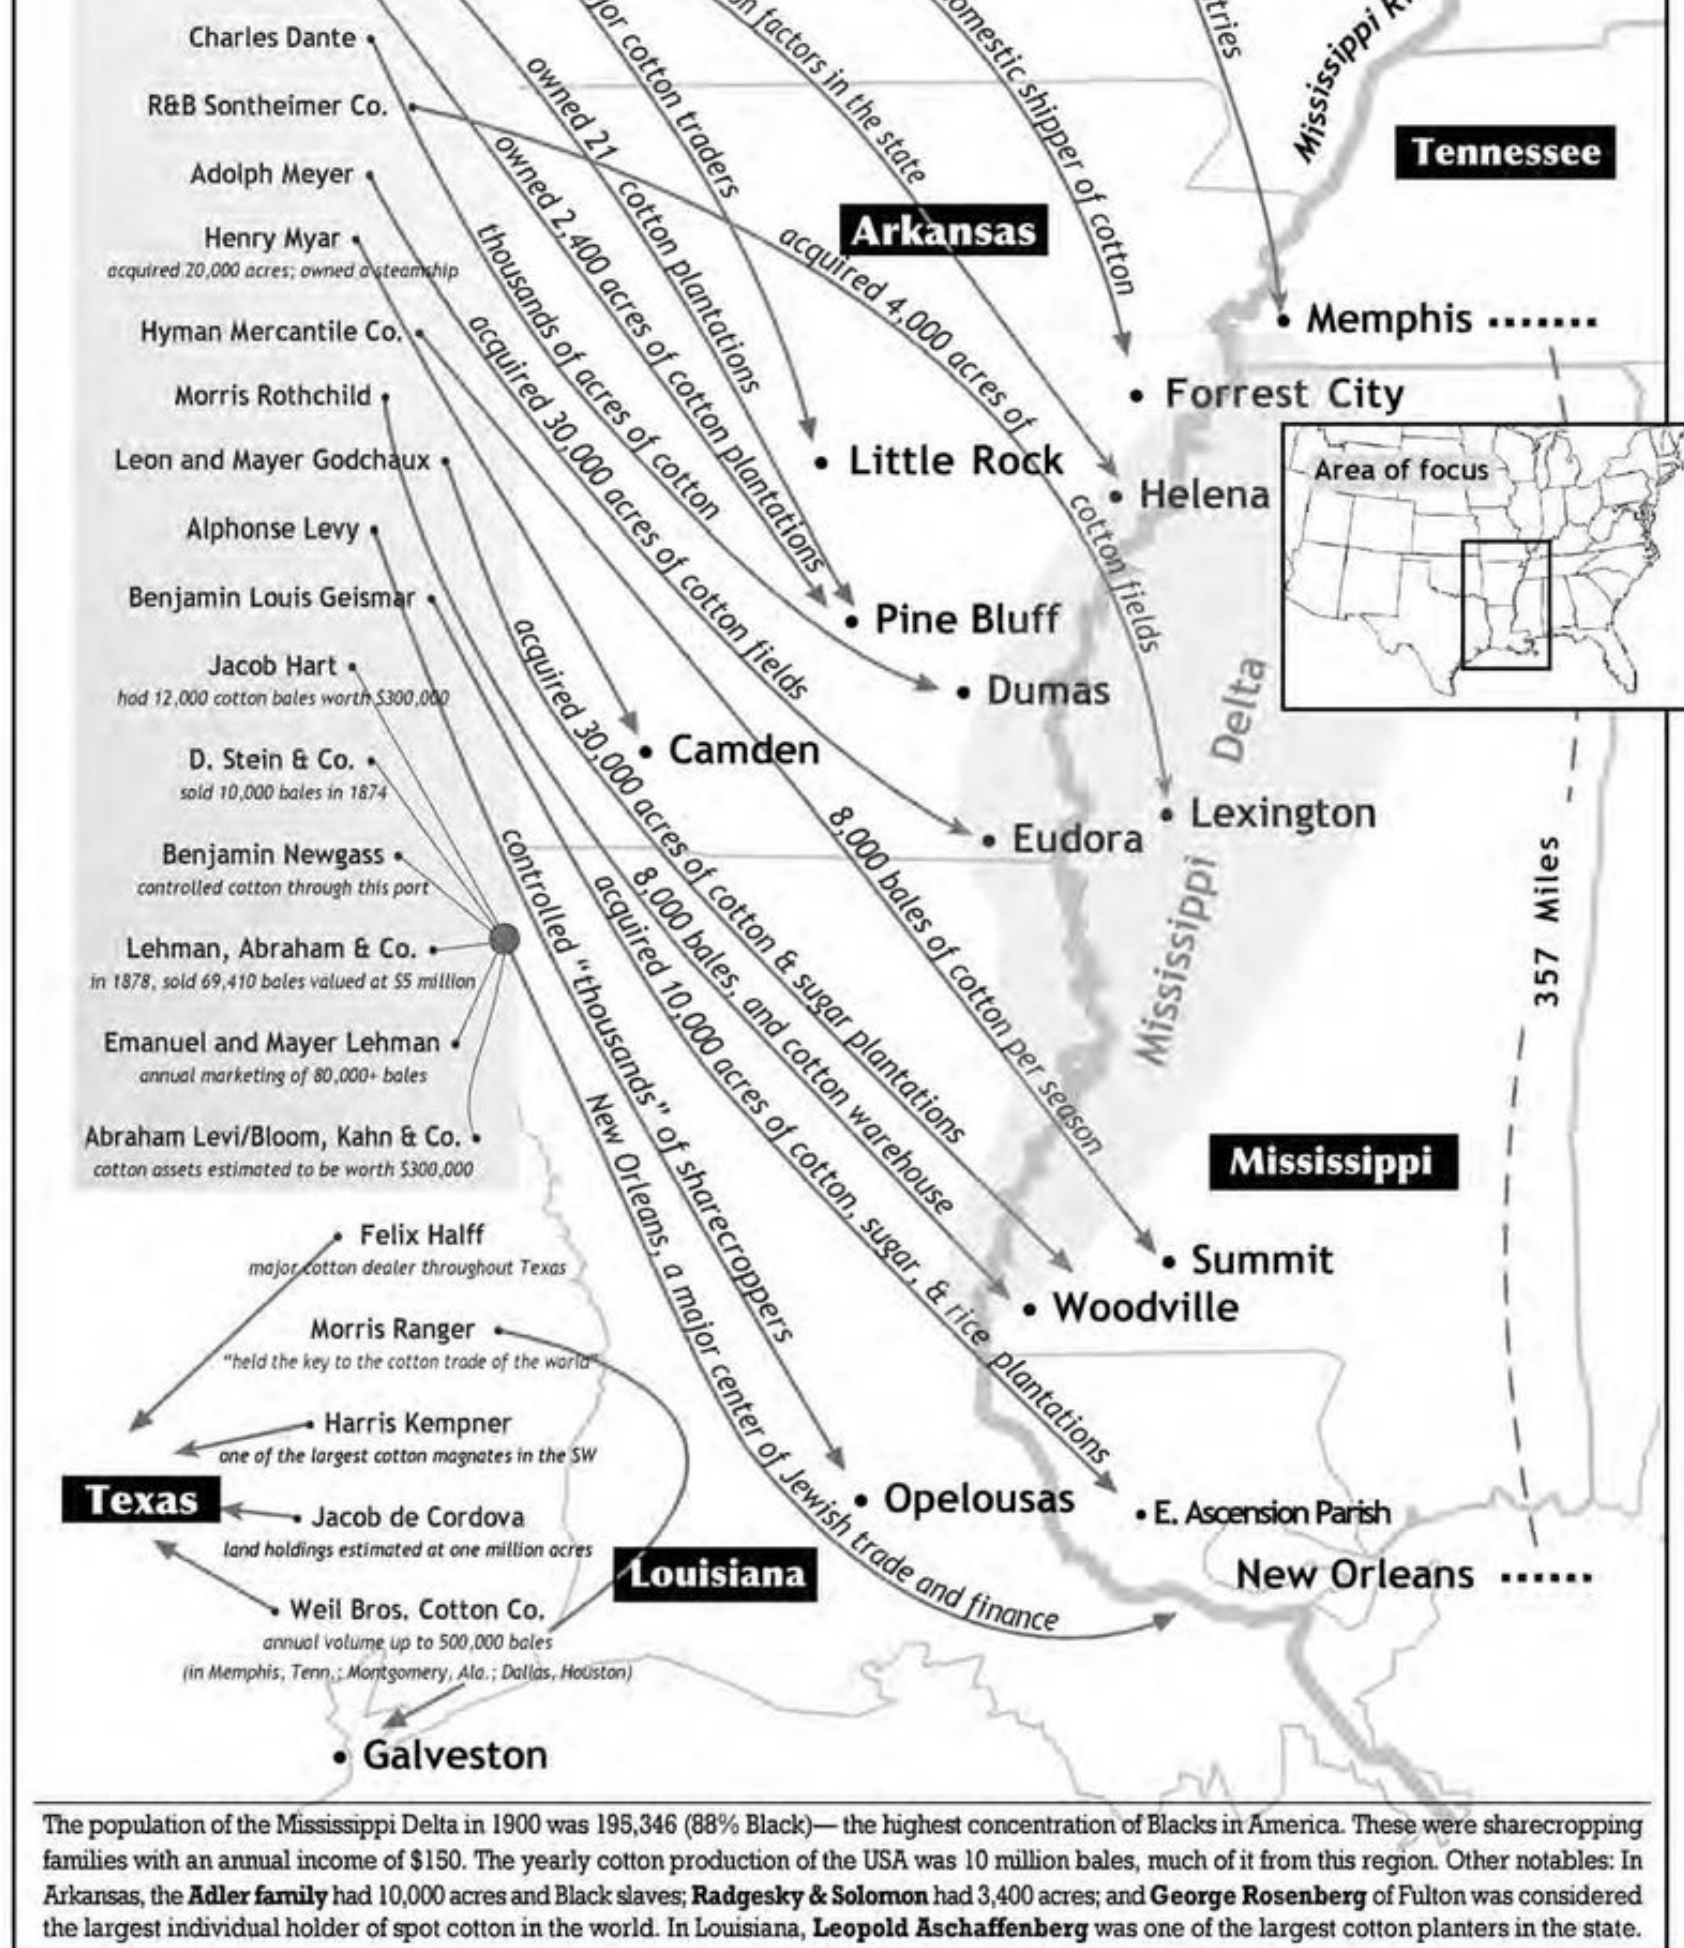 Charles Dante
R&B Sontheimer Co.
Adolph Meyer
Henry Myar
acquired 20,000 acres; owned a steamship
Hyman Mercantile Co.
Morris Rothchild
Leon and Mayer Godchaux
Alphonse Levy
Benjamin Louis Geismar
Jacob Hart
had 12,000 cotton bales worth $300,000
D. Stein & Co.
sold 10,000 bales in 1874
Benjamin Newgass
controlled cotton through this port
Lehman, Abraham & Co.
in 1878, sold 69,410 bales valued at $5 million
Emanuel and Mayer Lehman
annual marketing of 80,000+ bales
Abraham Levi/Bloom, Kahn & Co.
cotton assets estimated to be worth $300,000
Felix Halff
major cotton dealer throughout Texas
Morris Ranger
"held the key to the cotton trade of the world"
Harris Kempner
one of the largest cotton magnates in the SW
Texas
Jacob de Cordova
land holdings estimated at one million acres
Weil Bros. Cotton Co.
annual volume up to 500,000 bales
(in Memphis, Tenn.; Montgomery, Ala.; Dallas, Houston)
Galveston
owned 21 cotton plantations
cotton traders
factors in the state
shipper of cotton
tries
Mississippi
Tennessee
Arkansas
owned 2,400 acres of cotton plantations
thousands of acres of cotton
acquired 4,000 acres of cotton fields
acquired 30,000 acres of cotton fields
Memphis
Forrest City
Little Rock
Helena
Area of focus
Pine Bluff
Dumas
Camden
Lexington
Eudora
Mississippi Delta
357 Miles
acquired 30,000 acres of cotton & sugar plantations
8,000 bales of cotton per season
8,000 bales, and cotton warehouse
acquired 10,000 acres of cotton, sugar, & rice plantations
controlled "thousands" of sharecroppers
New Orleans, a major center of Jewish trade and finance
Mississippi
Summit
Woodville
Opelousas
E. Ascension Parish
Louisiana
New Orleans
The population of the Mississippi Delta in 1900 was 195,346 (88% Black)— the highest concentration of Blacks in America. These were sharecropping
families with an annual income of $150. The yearly cotton production of the USA was 10 million bales, much of it from this region. Other notables: In
Arkansas, the Adler family had 10,000 acres and Black slaves; Radgesky & Solomon had 3,400 acres; and George Rosenberg of Fulton was considered
the largest individual holder of spot cotton in the world. In Louisiana, Leopold Aschaffenberg was one of the largest cotton planters in the state.